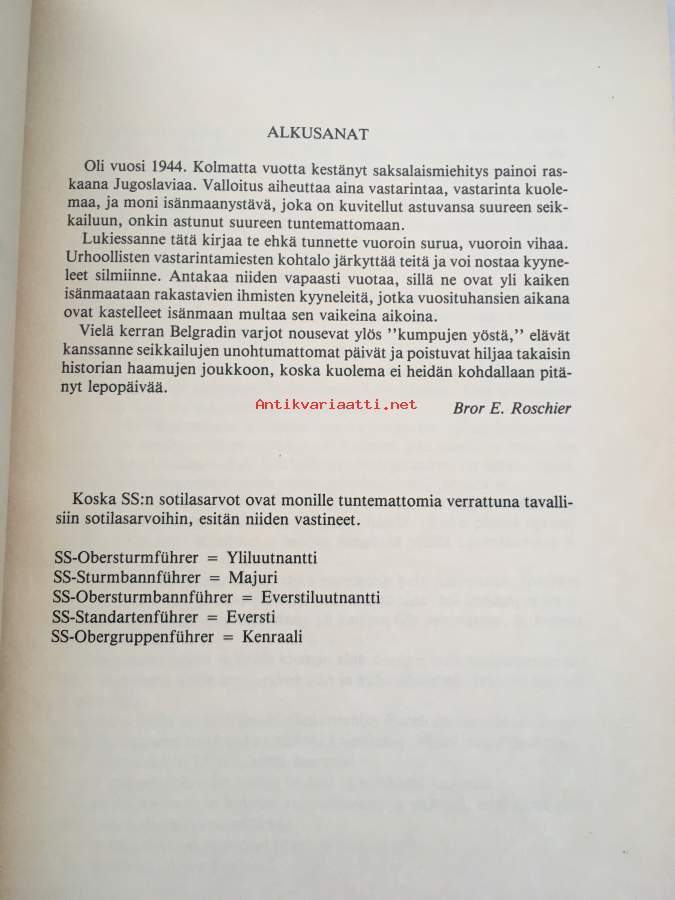 ALKUSANAT
Oli vuosi 1944. Kolmatta vuotta kestänyt saksalaismiehitys painoi ras-
kaana Jugoslaviaa. Valloitus aiheuttaa aina vastarintaa, vastarinta kuole-
maa, ja moni isänmaanystävä, joka on kuvitellut astuvansa suureen seik-
kailuun, onkin astunut suureen tuntemattomaan.
Lukiessanne tätä kirjaa te ehkä tunnette vuoroin surua, vuoroin vihaa.
Urhoollisten vastarintamiesten kohtalo järkyttää teitä ja voi nostaa kyyne-
leet silmiinne. Antakaa niiden vapaasti vuotaa, sillä ne ovat yli kaiken
isänmaataan rakastavien ihmisten kyyneleitä, jotka vuosituhansien aikana
ovat kastelleet isänmaan multaa sen vaikeina aikoina.
Vielä kerran Belgradin varjot nousevat ylös ”kumpujen yöstä,” elävät
kanssanne seikkailujen unohtumattomat päivät ja poistuvat hiljaa takaisin
historian haamujen joukkoon, koska kuolema ei heidän kohdallaan pitä-
nyt lepopäivää.
Antikvariaatti.net
Bror E. Roschier
Koska SS:n sotilasarvot ovat monille tuntemattomia verrattuna tavalli-
siin sotilasarvoihin, esitän niiden vastineet.
SS-Obersturmführer = Yliluutnantti
SS-Sturmbannführer = Majuri
SS-Obersturmbannführer = Everstiluutnantti
SS-Standartenführer = Eversti
SS-Obergruppenführer = Kenraali